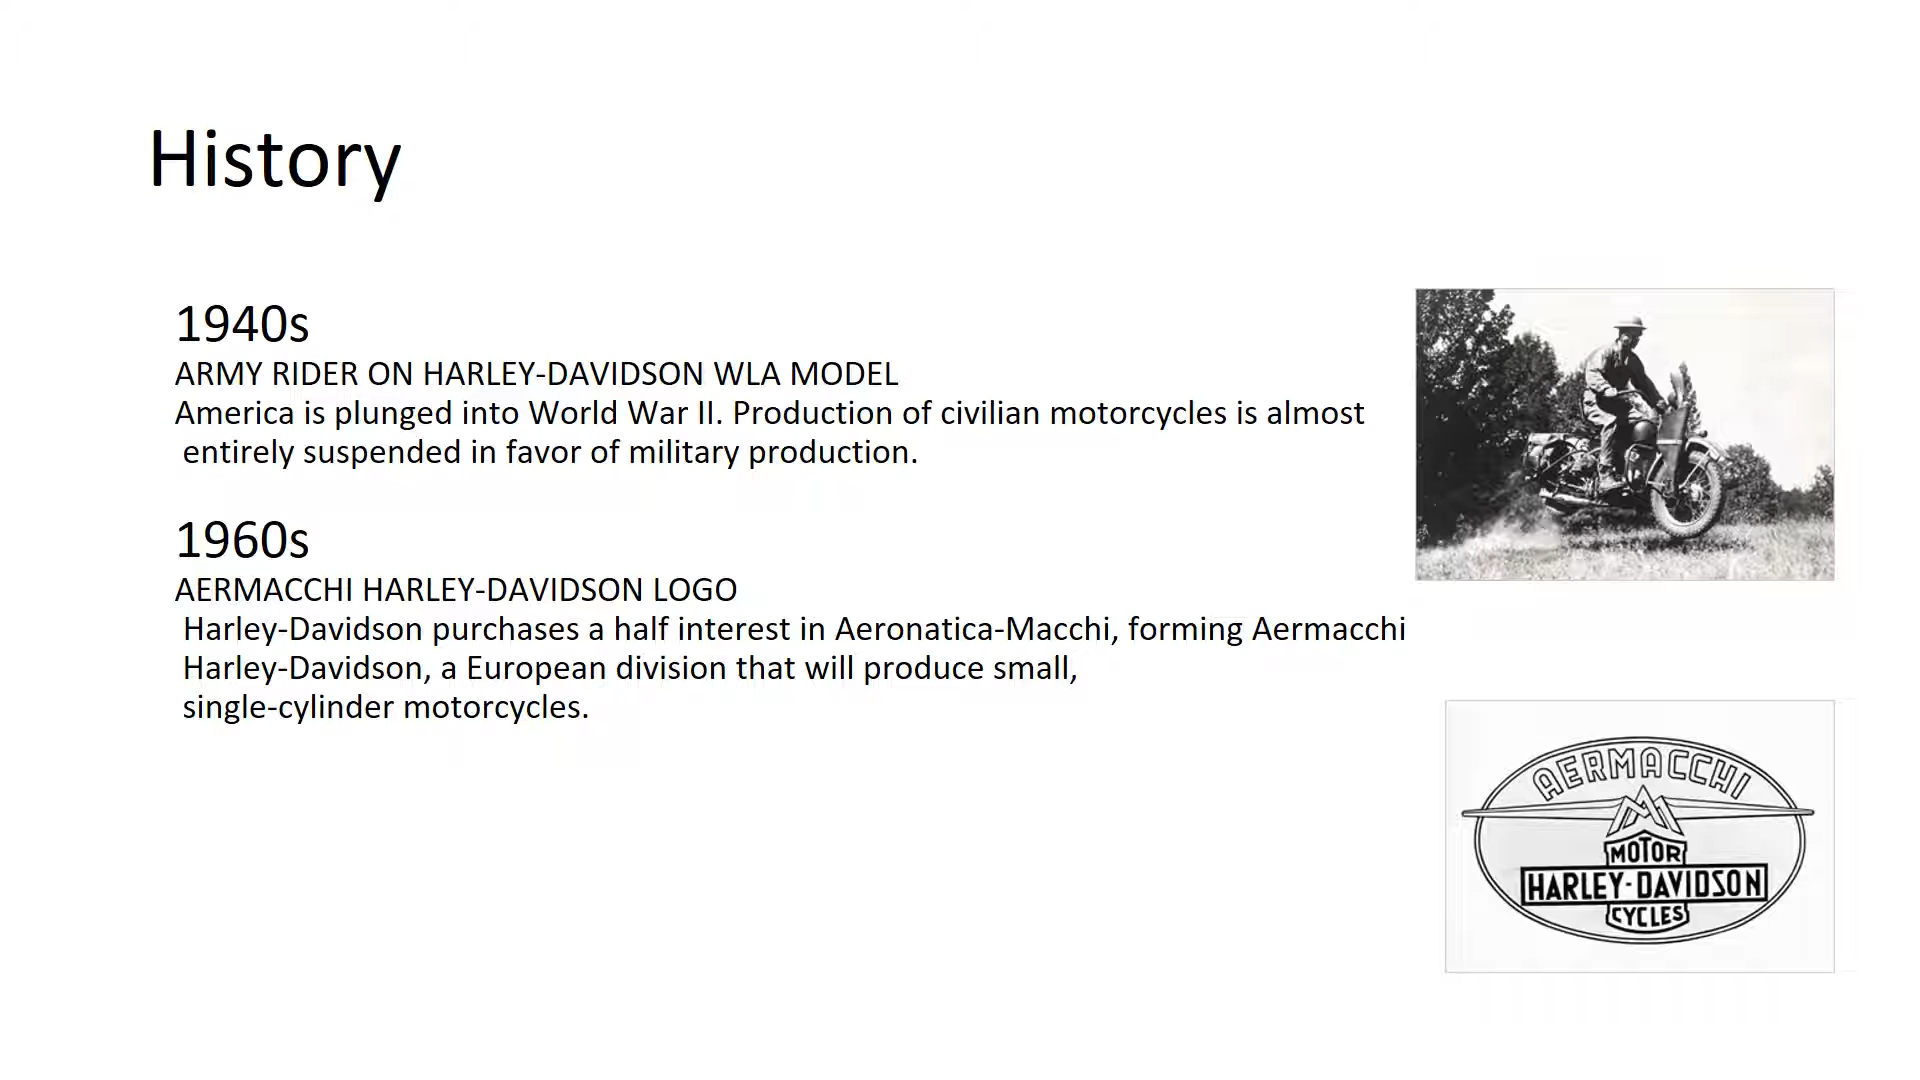 History
1940s
ARMY RIDER ON HARLEY-DAVIDSON WLA MODEL
America is plunged into World War II. Production of civilian motorcycles is almost
entirely suspended in favor of military production.
1960s
AERMACCHI HARLEY-DAVIDSON LOGO
Harley-Davidson purchases a half interest in Aeronatica-Macchi, forming Aermacchi
Harley-Davidson, a European division that will produce small,
single-cylinder motorcycles.
AERMACCHI
MOTOR
HARLEY-DAVIDSON
CYCLES